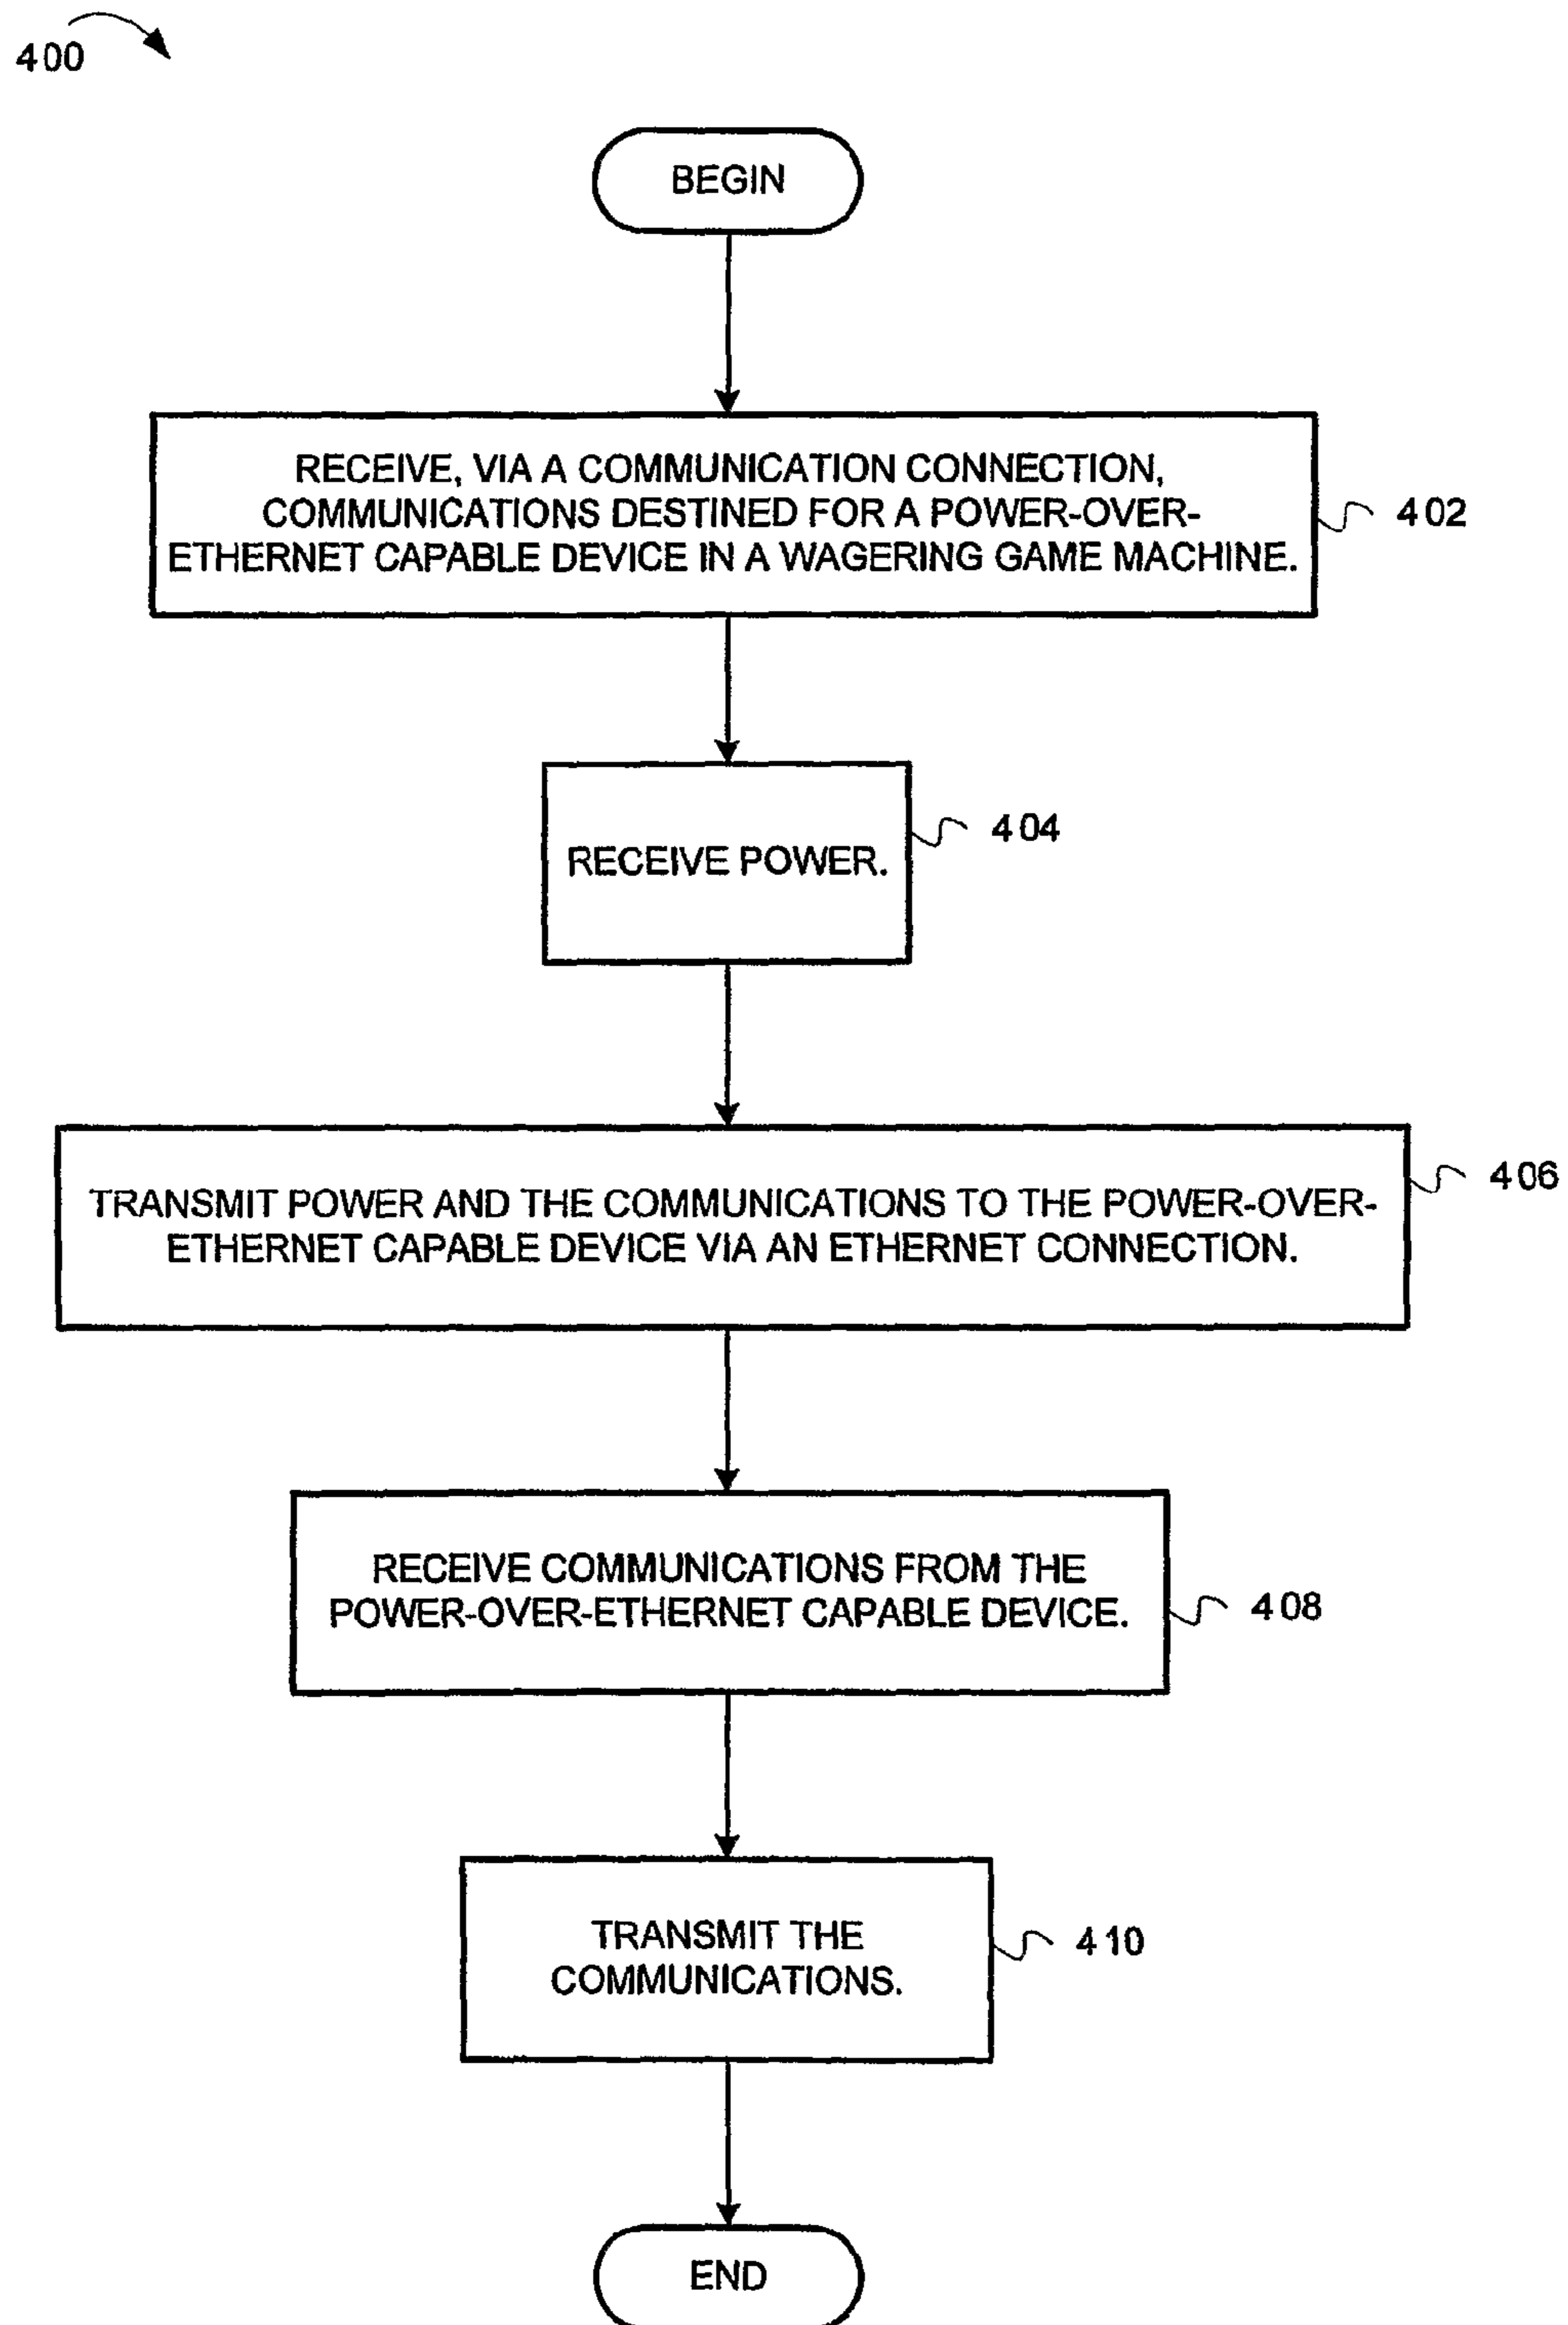 400
BEGIN
RECEIVE, VIA A COMMUNICATION CONNECTION,
COMMUNICATIONS DESTINED FOR A POWER-OVER-
ETHERNET CAPABLE DEVICE IN A WAGERING GAME MACHINE.
402
RECEIVE POWER.
404
TRANSMIT POWER AND THE COMMUNICATIONS TO THE POWER-OVER-
ETHERNET CAPABLE DEVICE VIA AN ETHERNET CONNECTION.
406
RECEIVE COMMUNICATIONS FROM THE
POWER-OVER-ETHERNET CAPABLE DEVICE.
408
TRANSMIT THE
COMMUNICATIONS.
410
END